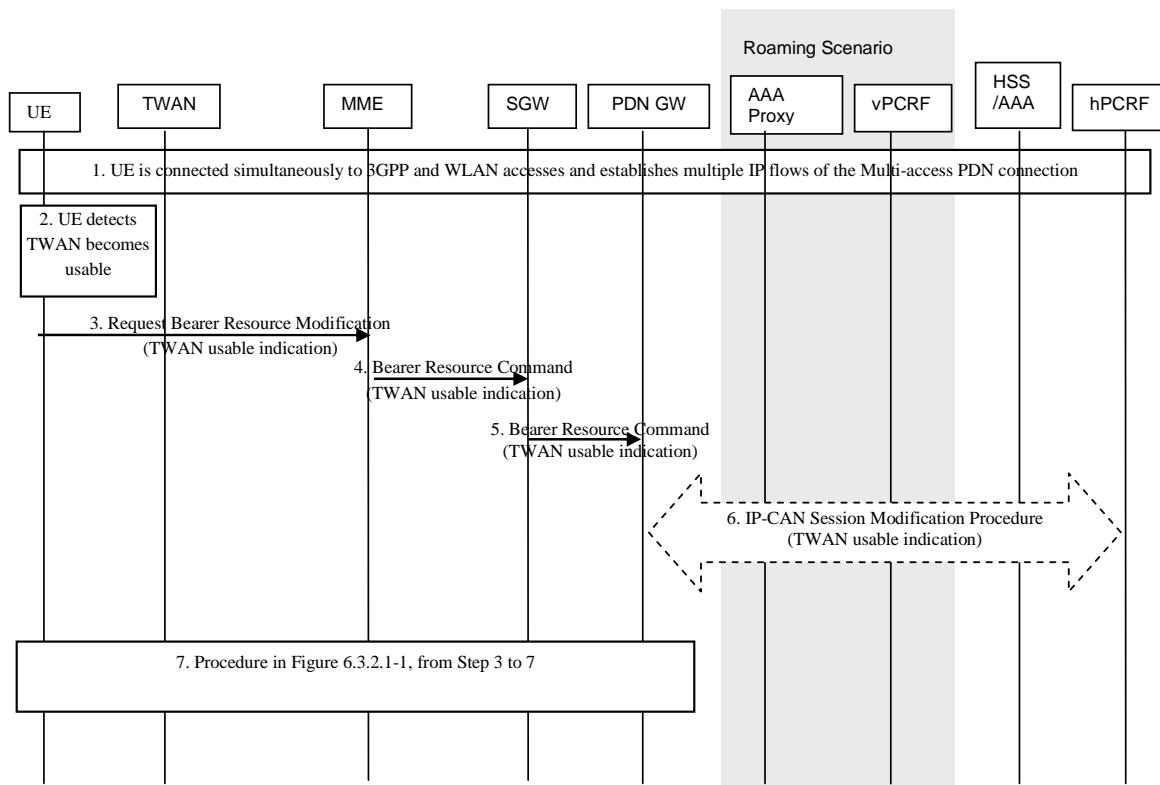 Roaming Scenario
UE
TWAN
MME
SGW
PDN GW
AAA
Proxy
vPCRF
HSS
/AAA
hPCRF
1. UE is connected simultaneously to 3GPP and WLAN accesses and establishes multiple IP flows of the Multi-access PDN connection
2. UE detects
TWAN becomes
usable
3. Request Bearer Resource Modification
(TWAN usable indication)
4. Bearer Resource Command
(TWAN usable indication)
5. Bearer Resource Command
(TWAN usable indication)
6. IP-CAN Session Modification Procedure
(TWAN usable indication)
7. Procedure in Figure 6.3.2.1-1, from Step 3 to 7